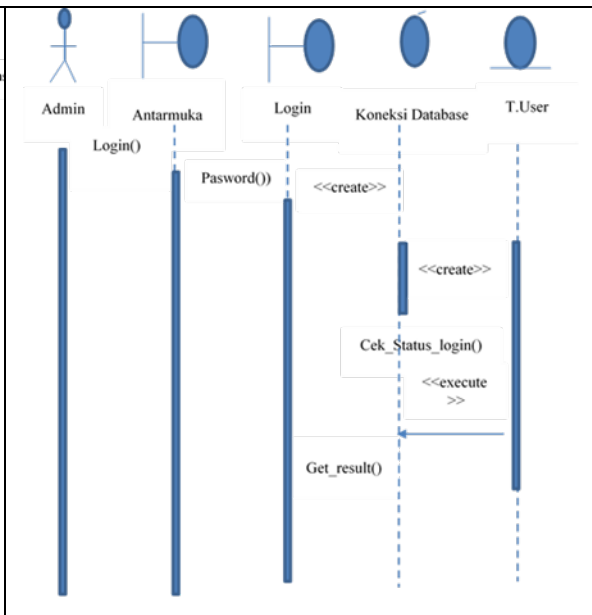 Admin
Antarmuka
Login
Koneksi Database
T.User
Login()
Pasword())
<<create>>
<<create>>
Cek_Status_login()
<<execute
>>
Get_result()